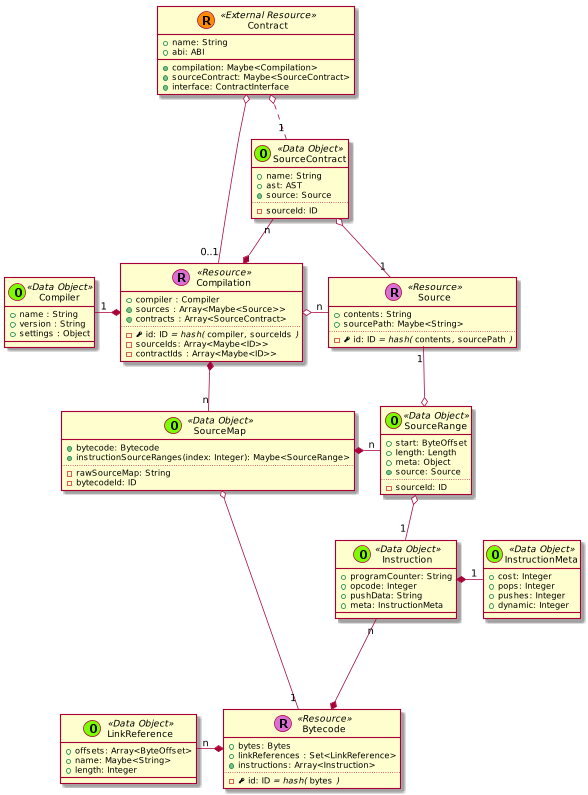 R «External Resource»
Contract
name: String
abi: ABI
compilation: Maybe<Compilation>
sourceContract: Maybe<SourceContract>
interface: ContractInterface
1
O «Data Object»
SourceContract
name: String
ast: AST
source: Source
sourceId: ID
n
0..1
1
O «Data Object»
Compiler
name : String
version : String
settings : Object
1
R «Resource»
Compilation
compiler : Compiler
sources : Array<Maybe<Source>>
contracts : Array<SourceContract>
id: ID = hash( compiler, sourceIds )
sourceIds: Array<Maybe<ID>>
contractIds : Array<Maybe<ID>>
n
R «Resource»
Source
contents: String
sourcePath: Maybe<String>
id: ID = hash( contents, sourcePath )
1
n
O «Data Object»
SourceMap
bytecode: Bytecode
instructionSourceRanges(index: Integer): Maybe<SourceRange>
rawSourceMap: String
bytecodeId: ID
n
O «Data Object»
SourceRange
start: ByteOffset
length: Length
meta: Object
source: Source
sourceId: ID
1
O «Data Object»
Instruction
programCounter: String
opcode: Integer
pushData: String
meta: InstructionMeta
1
O «Data Object»
InstructionMeta
cost: Integer
pops: Integer
pushes: Integer
dynamic: Integer
n
1
O «Data Object»
LinkReference
offsets: Array<ByteOffset>
name: Maybe<String>
length: Integer
n
R «Resource»
Bytecode
bytes: Bytes
linkReferences : Set<LinkReference>
instructions: Array<Instruction>
id: ID = hash( bytes )